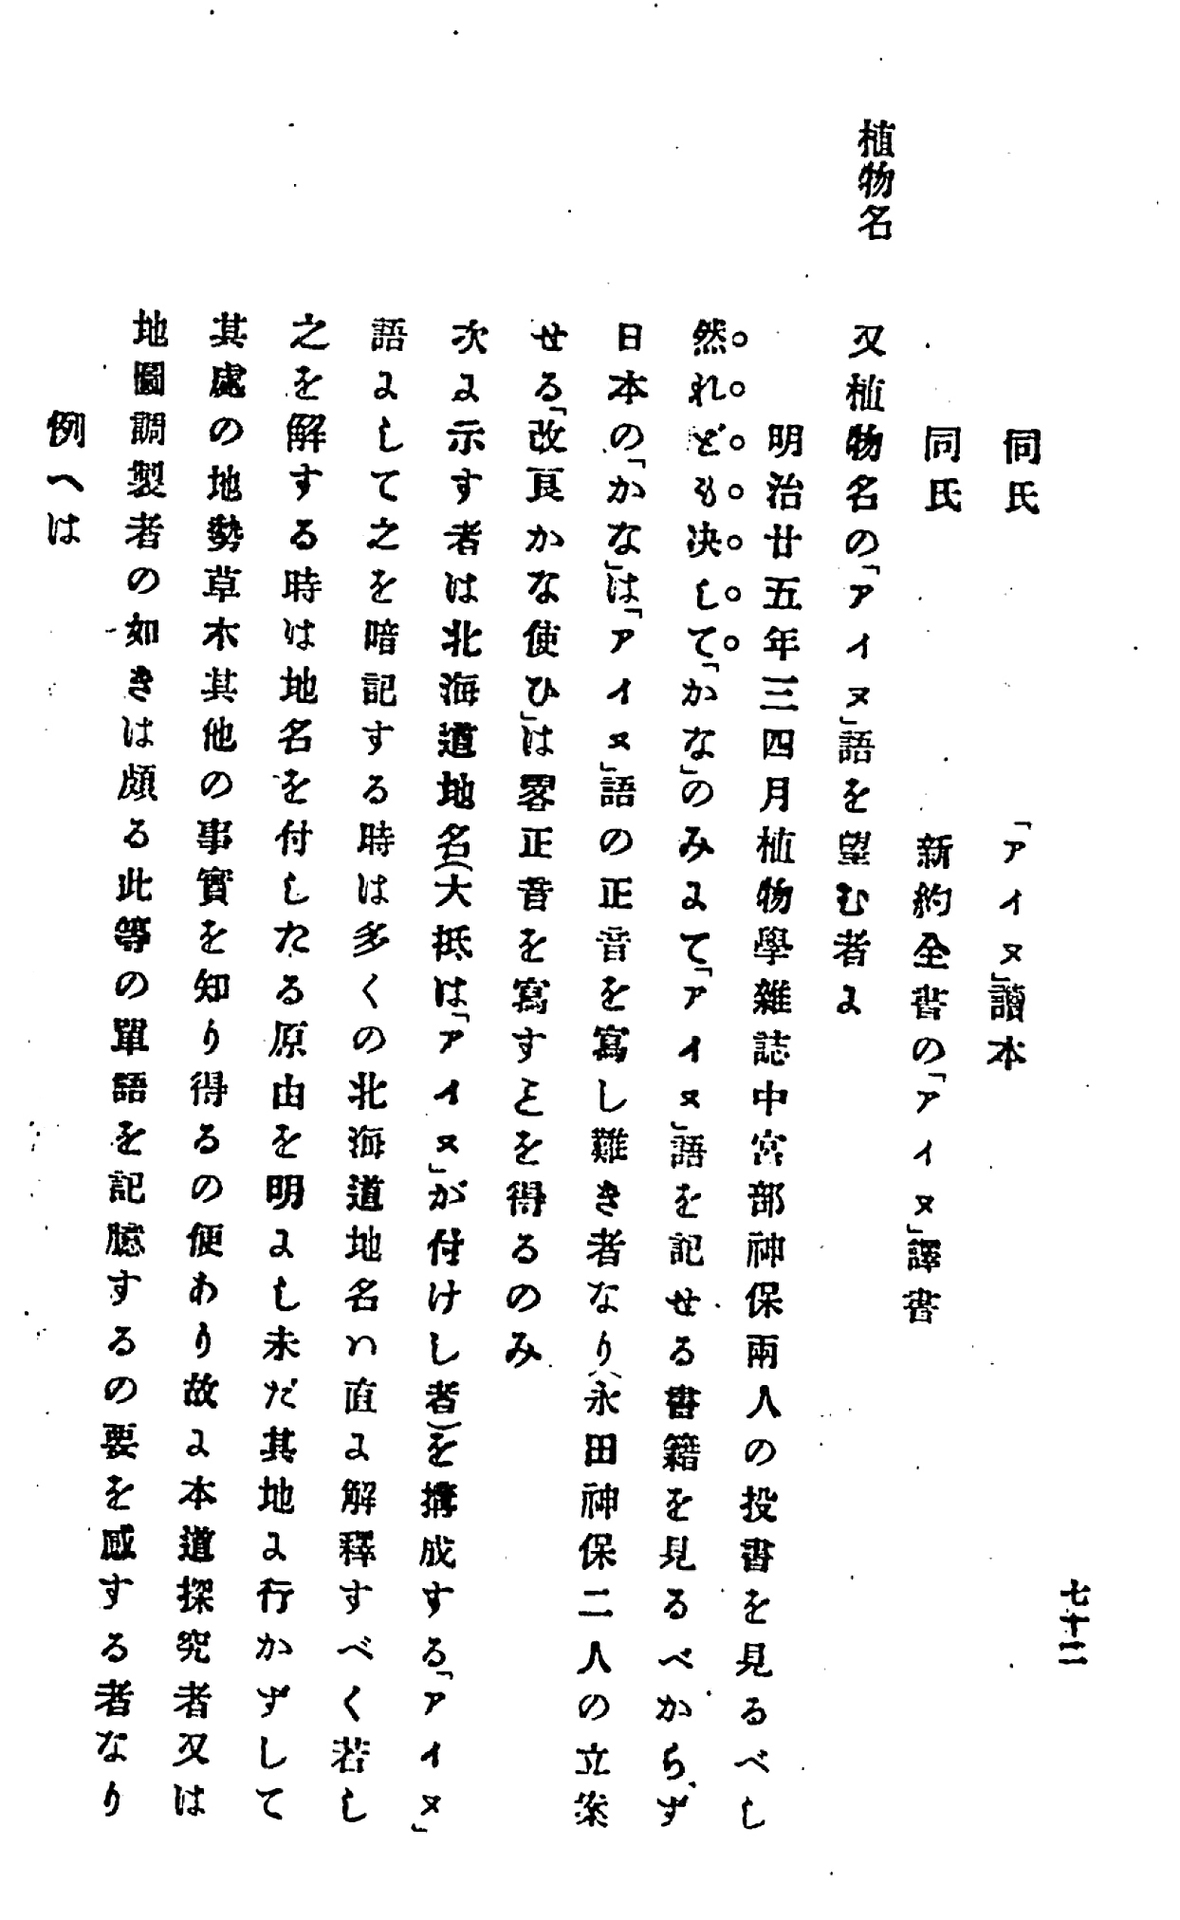 七十二
同氏　「アイヌ」讀本
同氏　新約全書の「アイヌ」譯書
植物名
又植物名の「アイヌ」語を望む者に
明治廿五年三四月植物學雜誌中宮部神保兩人の投書を見るべし
然れども决して「かな」のみにて「アイヌ」語を記せる書籍を見るべからず
日本の「かな」は「アイヌ」語の正音を寫し難き者なり(永田神保二人の立案
せる「改良かな使ひ」は畧正音を寫すヿを得るのみ
次に示す者は北海道地名(大抵は「アイヌ」が付けし者)を搆成する「アイヌ」
語にして之を暗記する時は多くの北海道地名ハ直に解釋すべく若し
之を解する時は地名を付したる原由を明にし未だ其地に行かずして
其處の地勢草木其他の事實を知り得るの便あり故に本道探究者又は
地圖調製者の如きは頗る此等の單語を記臆するの要を感する者なり
例へは